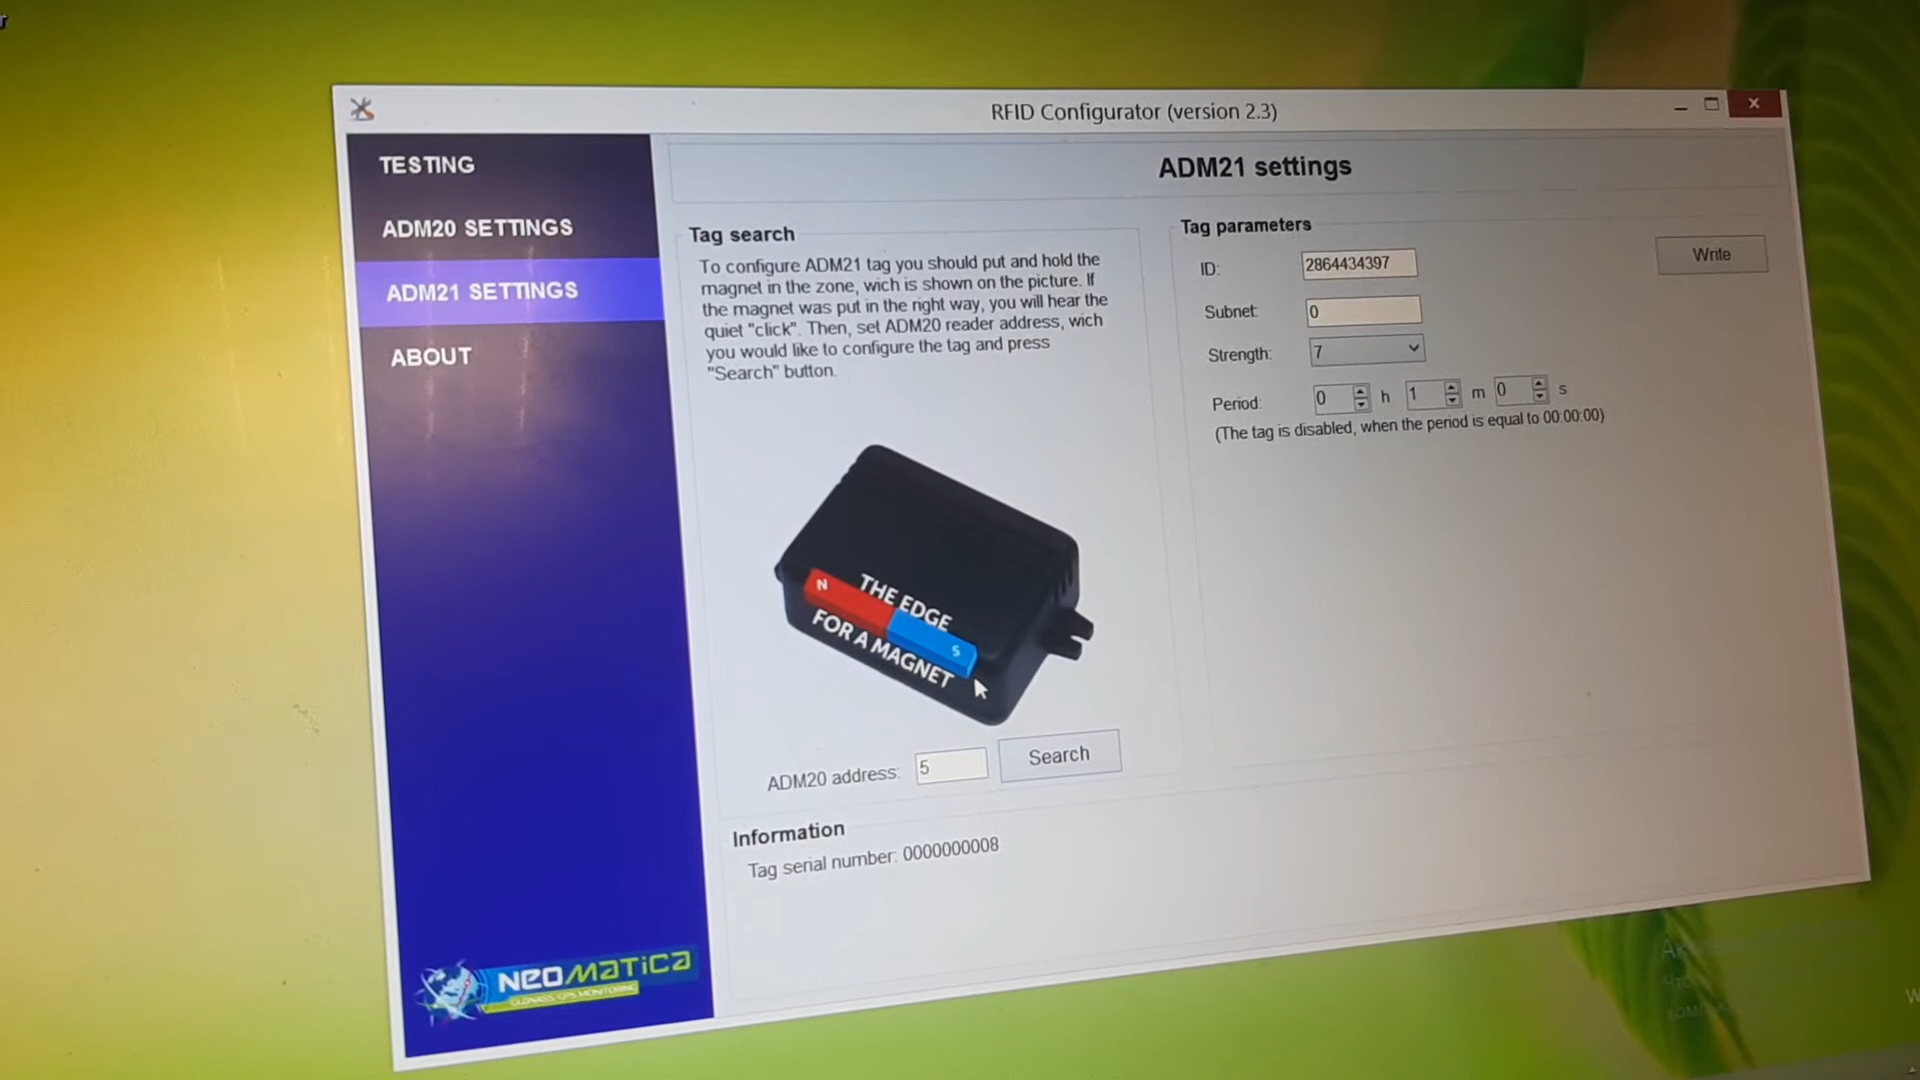 RFID Configurator (version 2.3)
TESTING
ADM20 SETTINGS
ADM21 SETTINGS
ABOUT
ADM21 settings
Tag search
To configure ADM21 tag you should put and hold the
magnet in the zone, wich is shown on the picture. If
the magnet was put in the right way, you will hear the
quiet "click". Then, set ADM20 reader address, wich
you would like to configure the tag and press
"Search" button.
N
THE EDGE
FOR A MAGNET
S
ADM20 address: 5
Search
Tag parameters
ID: 2864434397
Write
Subnet: 0
Strength: 7
Period: 0 h 1 m 0 s
(The tag is disabled, when the period is equal to 00:00:00)
Information
Tag serial number: 0000000008
NEOMATICA
GLONASS, GPS MONITORING